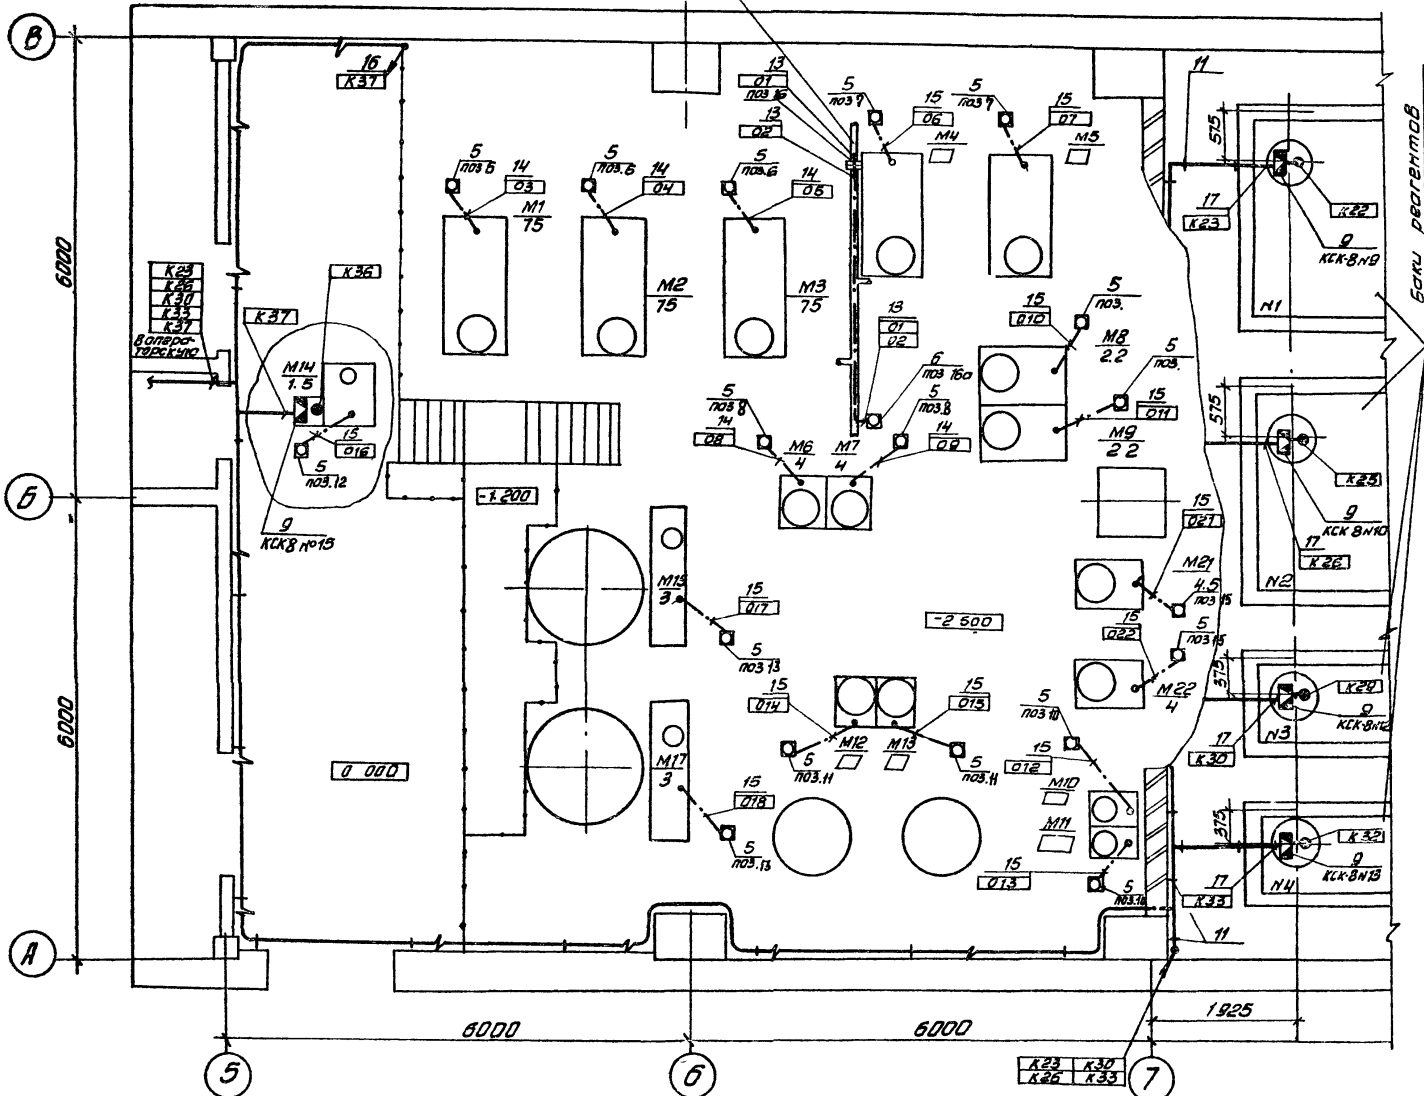 В
16
К37
13
01
поз 16
13
02
5
поз 7
15
06
М4
5
поз 7
15
07
М5
11
575
Баки реагентов
5
поз 6
14
03
М1
75
5
поз.6
14
04
5
поз.6
14
05
17
К23
К22
9
КСК-8 N9
6000
К23
К26
К30
К33
К37
В опера-
торскую
К37
К36
М14
1.5
15
016
5
поз.12
9
КСК8 №15
М2
75
М3
75
13
01
02
6
поз 16а
5
поз.
15
010
М8
2.2
5
поз.
15
011
М9
2 2
N1
575
5
поз 8
14
08
М6
4
М7
4
5
поз.8
14
09
К25
9
КСК-8 N10
17
К26
N2
Б
-1.200
15
021
М21
4.5
поз 15
15
022
5
поз 15
М22
4
-2 500
М15
3
15
017
5
поз 13
375
К29
9
17
К30
N3
6000
0 000
М17
3
15
018
5
поз.13
15
014
М12
5
поз.11
15
015
М13
5
поз.11
5
поз 10
15
012
М10
М11
15
013
5
поз.10
375
К32
9
КСК-8 N13
17
К33
N4
11
А
6000
6000
1925
5
6
7
К23 К30
К26 К33